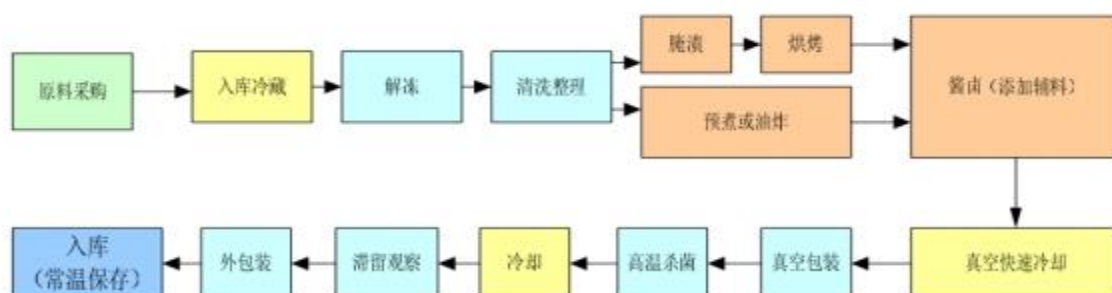 原料采购
入库冷藏
解冻
清洗整理
腌渍
烘烤
预煮或油炸
酱卤（添加辅料）
真空快速冷却
真空包装
高温杀菌
冷却
滞留观察
外包装
入库
（常温保存）